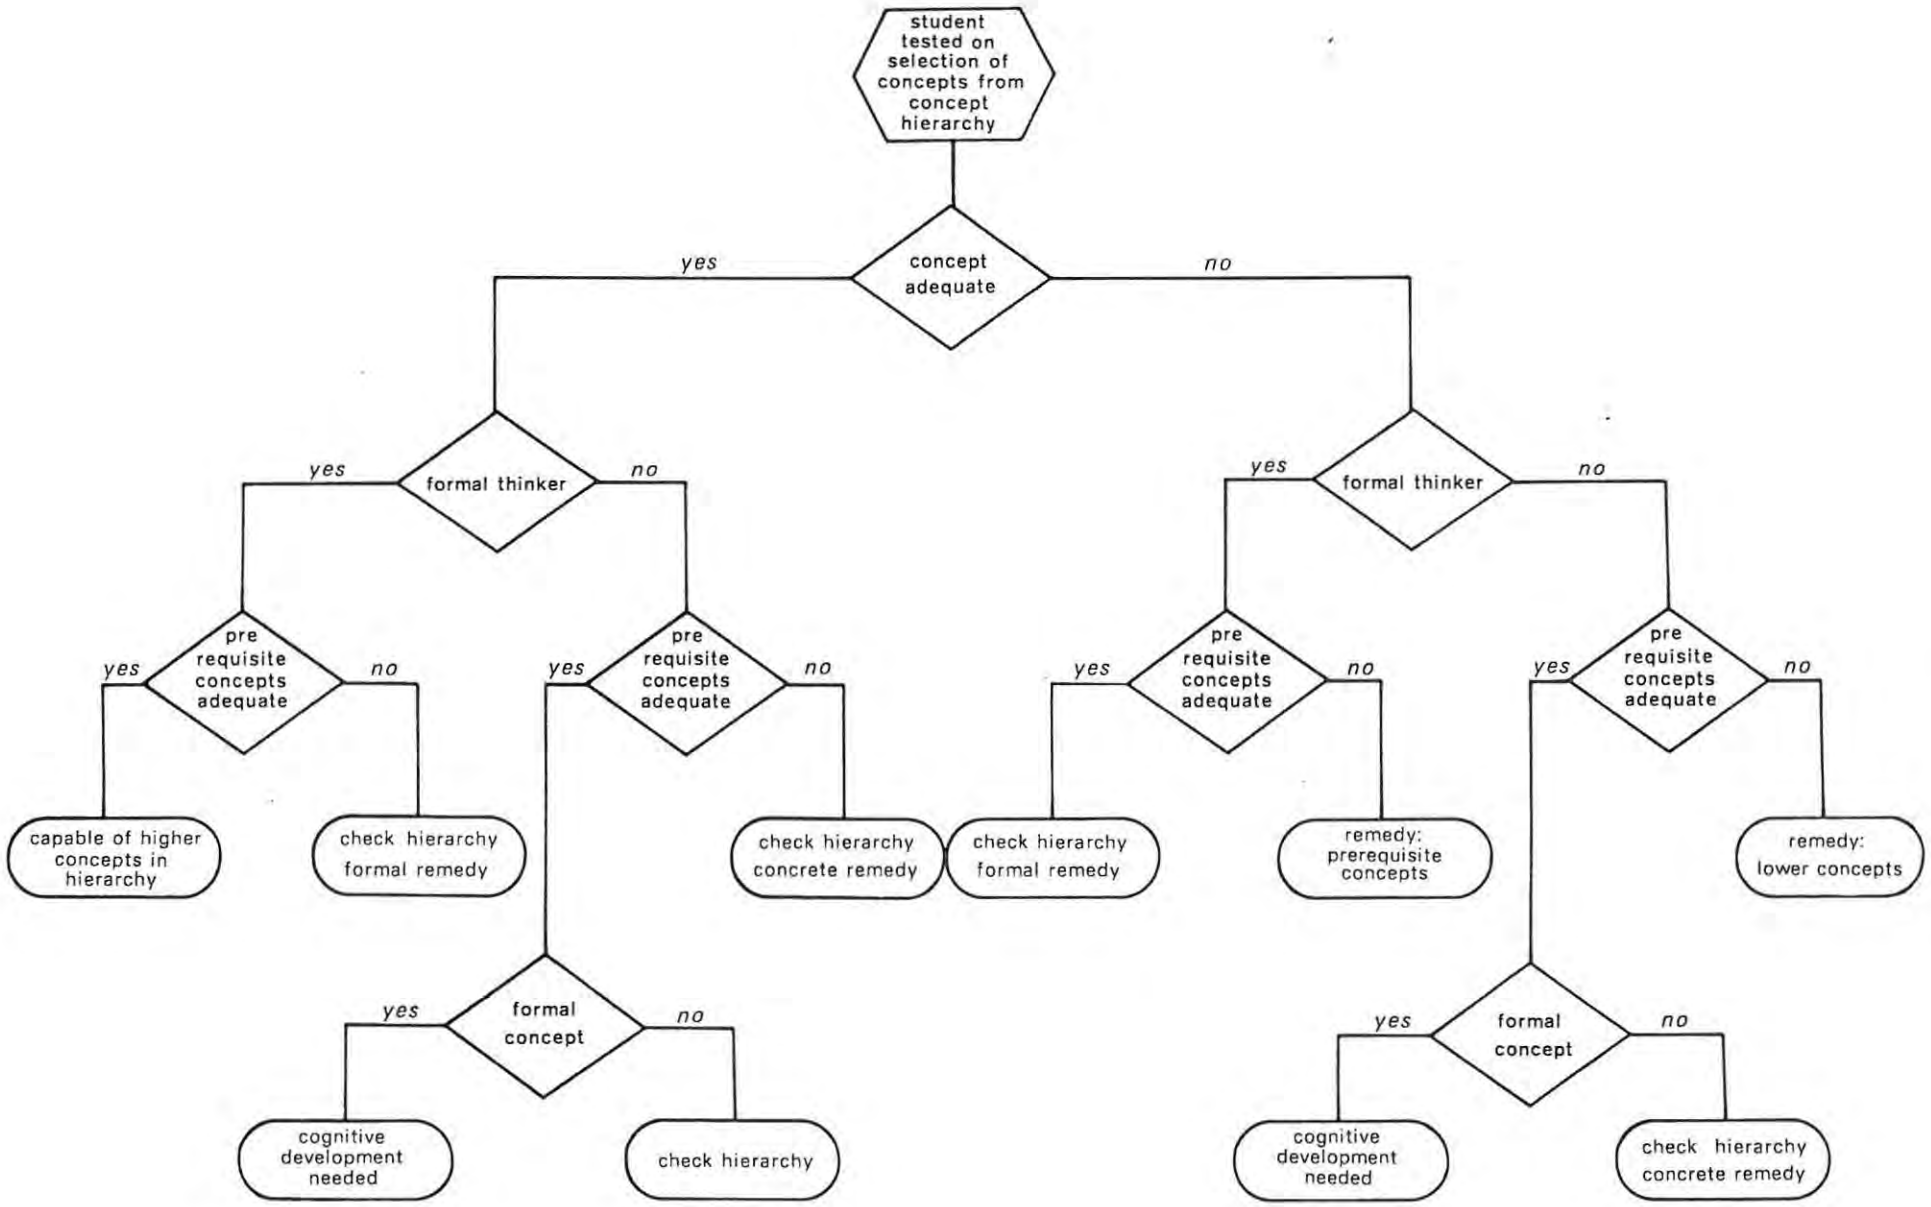 student
tested on
selection of
concepts from
concept
hierarchy
yes
no
concept
adequate
yes
no
formal thinker
yes
no
formal thinker
yes
no
pre
requisite
concepts
adequate
yes
no
pre
requisite
concepts
adequate
yes
no
pre
requisite
concepts
adequate
yes
no
pre
requisite
concepts
adequate
capable of higher
concepts in
hierarchy
check hierarchy
formal remedy
check hierarchy
concrete remedy
check hierarchy
formal remedy
remedy:
prerequisite
concepts
remedy:
lower concepts
yes
no
formal
concept
yes
no
formal
concept
cognitive
development
needed
check hierarchy
cognitive
development
needed
check hierarchy
concrete remedy